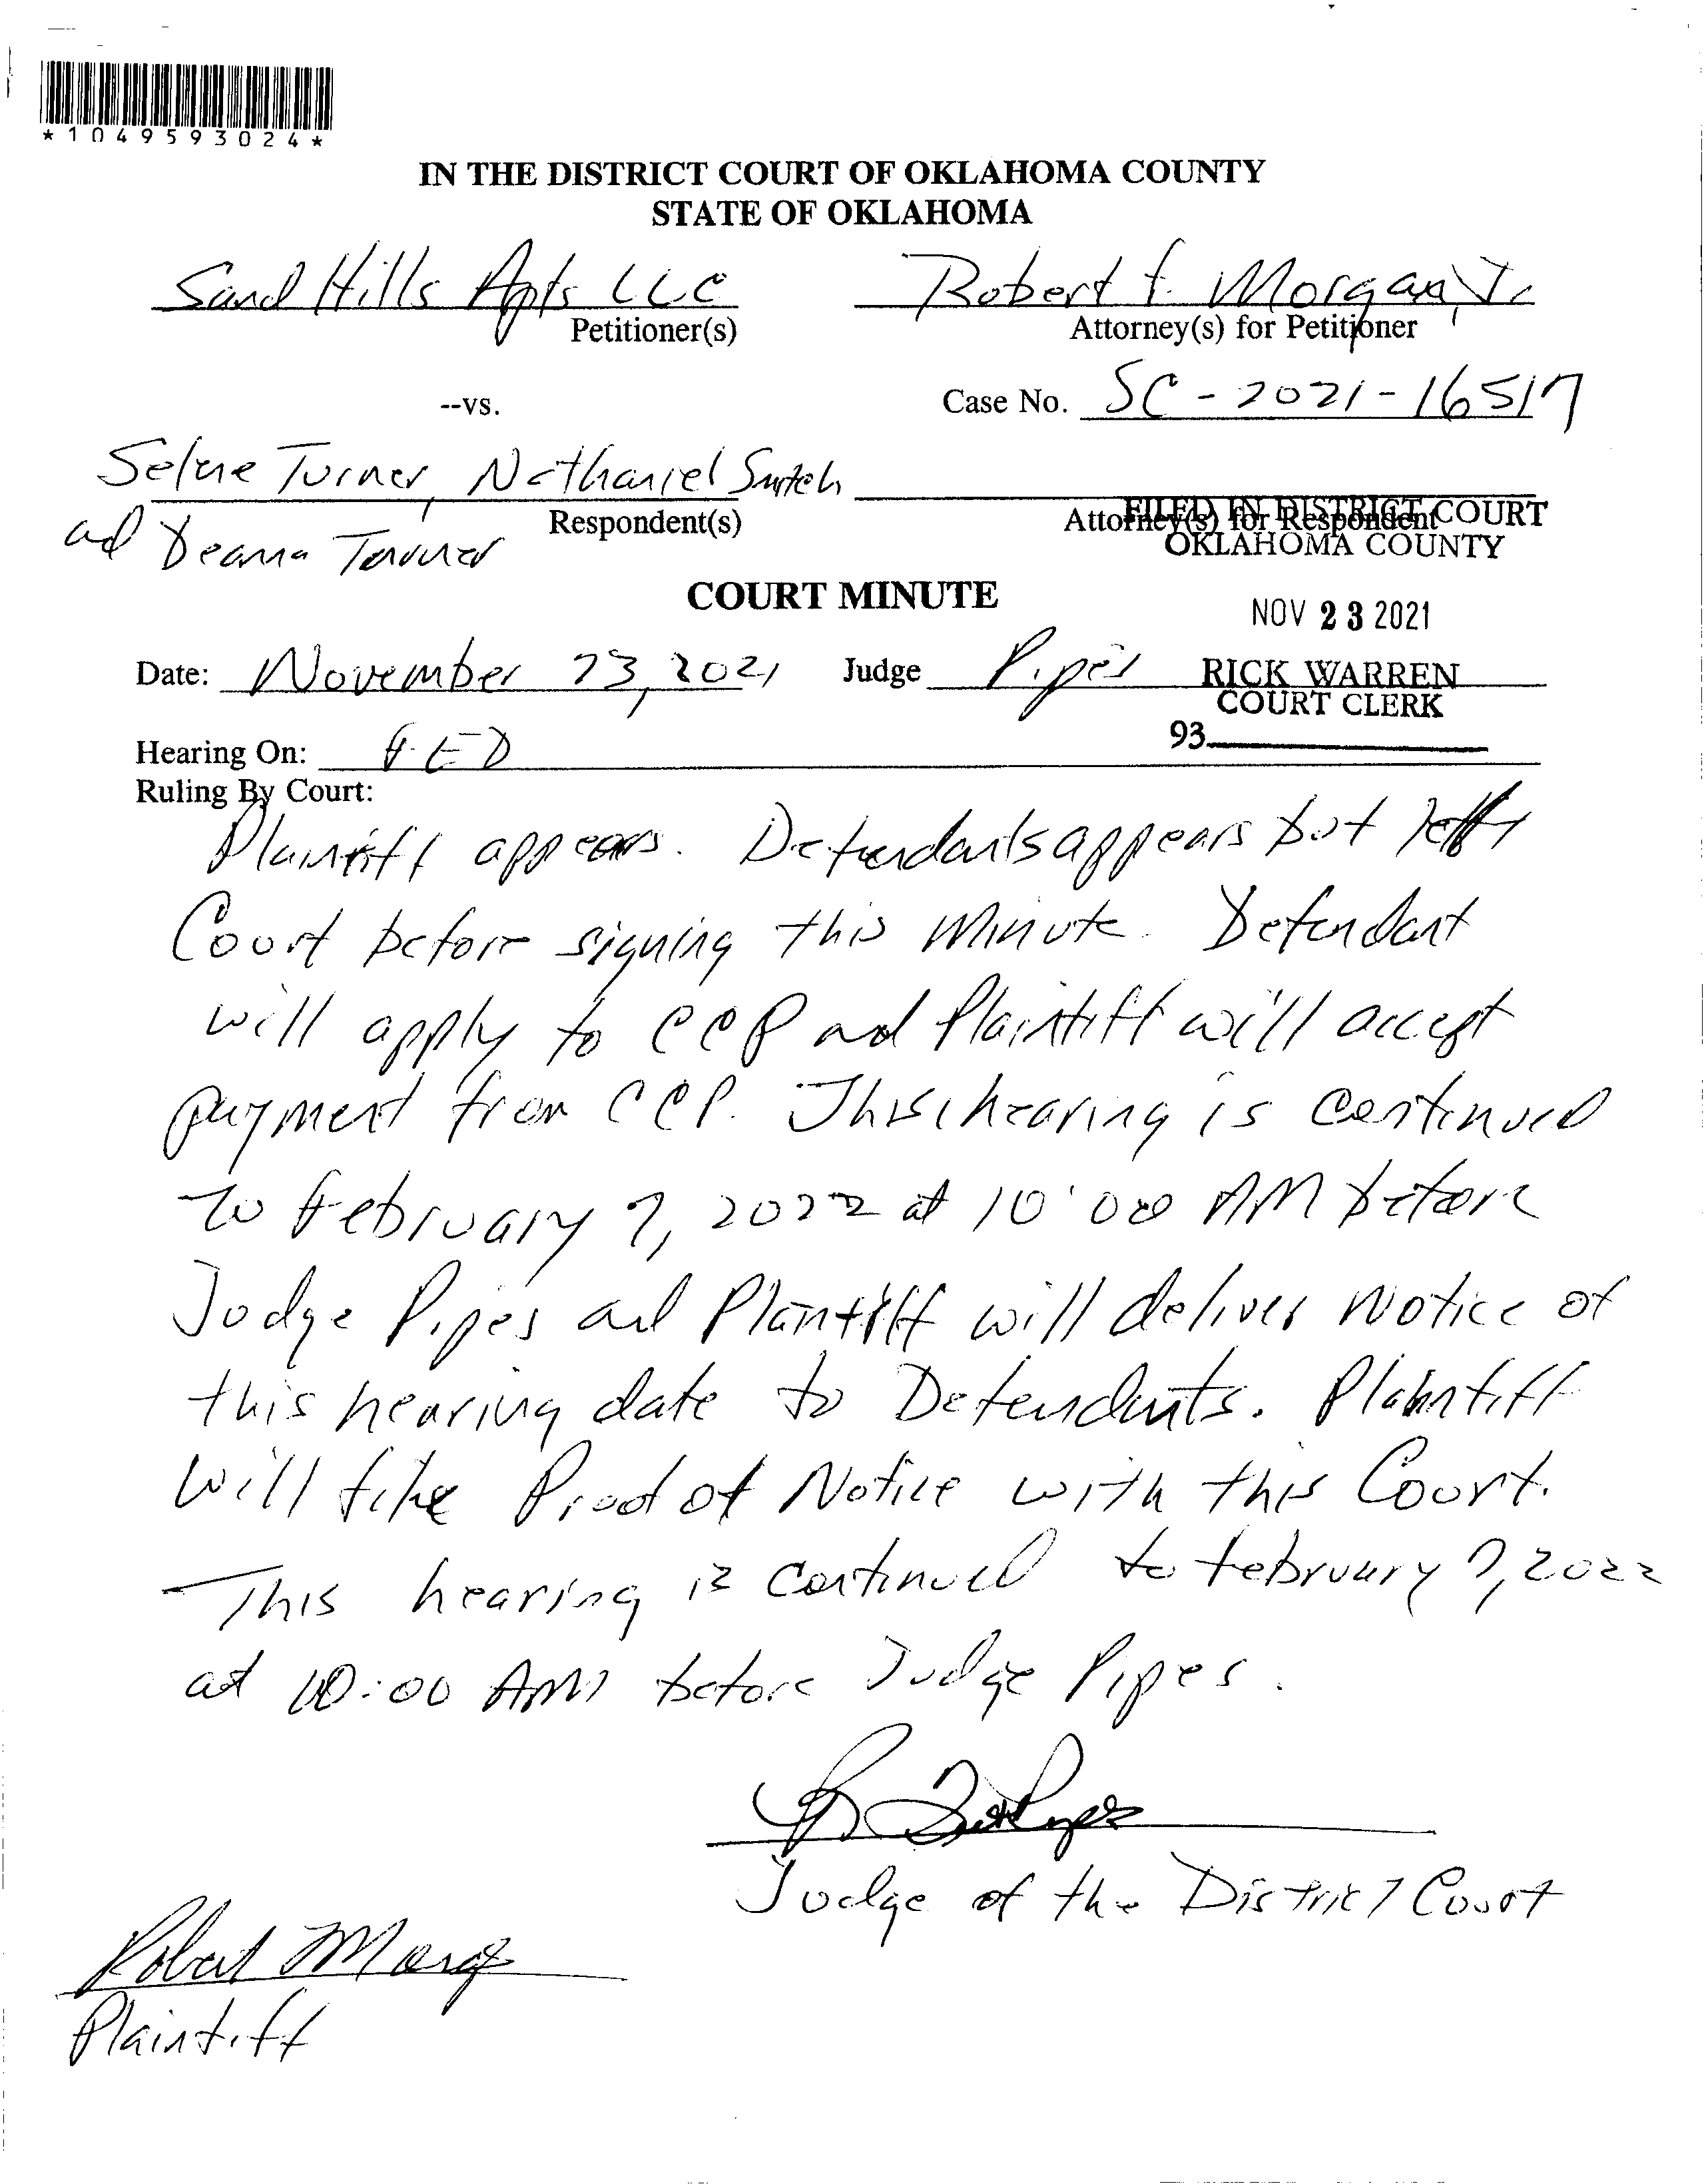 *1049593024*
IN THE DISTRICT COURT OF OKLAHOMA COUNTY
STATE OF OKLAHOMA
Sand Hills Apts LLC
Robert F. Morgan, Jr
Petitioner(s)
Attorney(s) for Petitioner
--vs.
Case No. SC-2021-16517
Selene Turner, Nathaniel Smith
Respondent(s)
Attorney(s) for Respondent
ad Deanna Turner
FILED IN DISTRICT COURT
OKLAHOMA COUNTY
COURT MINUTE
NOV 23 2021
Date: November 23, 2021 Judge Pipes
RICK WARREN
COURT CLERK
93
Hearing On: FED
Ruling By Court:
Plaintiff appears. Defendants appears but left
Court before signing this Minute. Defendant
will apply to CCP and Plaintiff will accept
payment from CCP. This hearing is continued
to February 7, 2022 at 10:00 AM before
Judge Pipes and Plantiff will deliver Notice of
this hearing date to Defendants. Plaintiff
will file Proof of Notice with this Court.
This hearing is continued to February 7, 2022
at 10:00 AM before Judge Pipes.
Judge of the District Court
Robert Morgan
Plaintiff